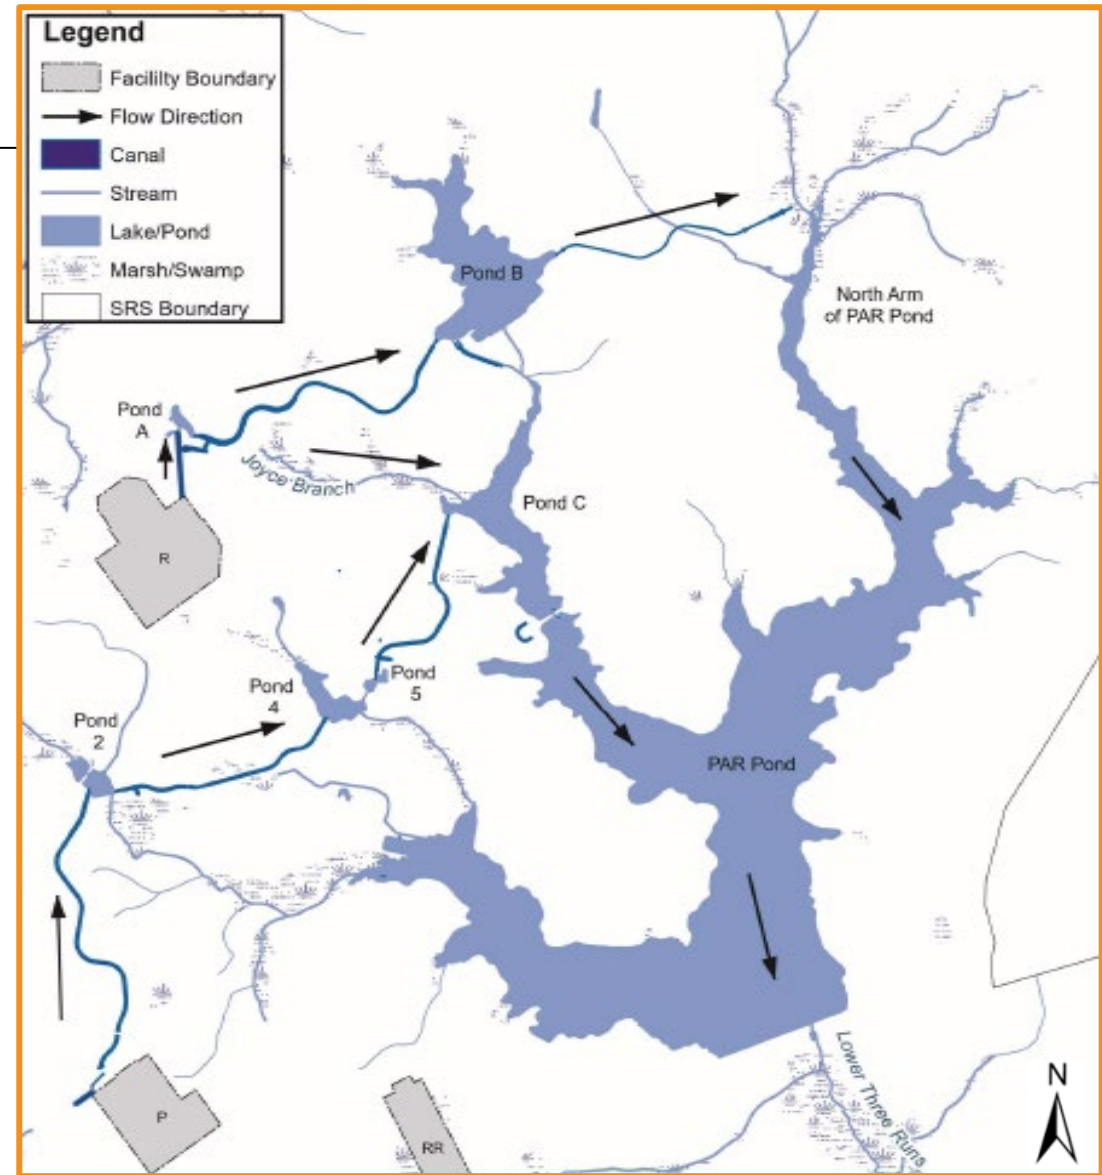 Legend
Facililty Boundary
Flow Direction
Canal
Stream
Lake/Pond
Marsh/Swamp
SRS Boundary
Pond B
North Arm
of PAR Pond
Pond
A
Joyce Branch
Pond C
R
Pond
4
Pond
5
Pond
2
PAR Pond
P
RR
Lower Three Runs
N